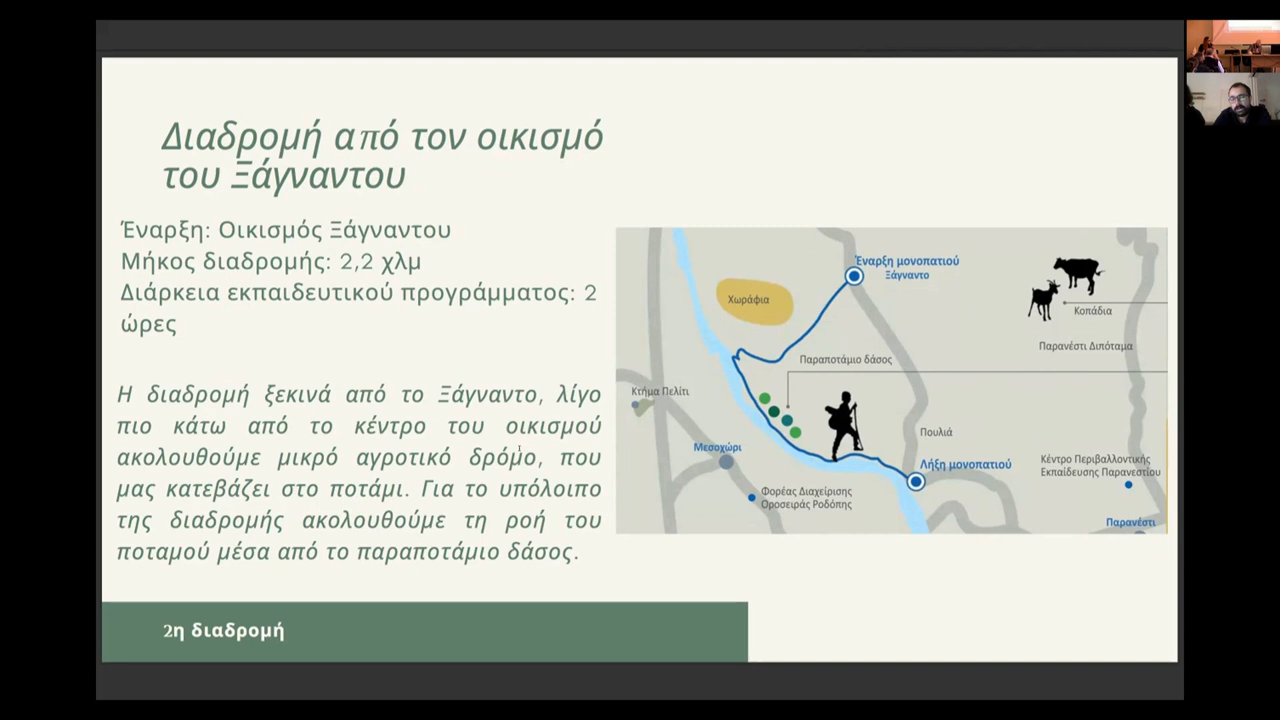 Διαδρομή από τον οικισμό
του Ξάγναντου
Έναρξη: Οικισμός Ξάγναντου
Μήκος διαδρομής: 2,2 χλμ
Διάρκεια εκπαιδευτικού προγράμματος: 2
ώρες
Η διαδρομή ξεκινά από το Ξάγναντο, λίγο
πιο κάτω από το κέντρο του οικισμού
ακολουθούμε μικρό αγροτικό δρόμο, που
μας κατεβάζει στο ποτάμι. Για το υπόλοιπο
της διαδρομής ακολουθούμε τη ροή του
ποταμού μέσα από το παραποτάμιο δάσος.
Έναρξη μονοπατιού
Ξάγναντο
Χωράφια
Κοπάδια
Παρανέστι Διπόταμα
Παραποτάμιο δάσος
Κτήμα Πελίτι
Πουλιά
Μεσοχώρι
Λήξη μονοπατιού
Κέντρο Περιβαλλοντικής
Εκπαίδευσης Παρανεστίου
Φορέας Διαχείρισης
Οροσειράς Ροδόπης
Παρανέστι
2η διαδρομή